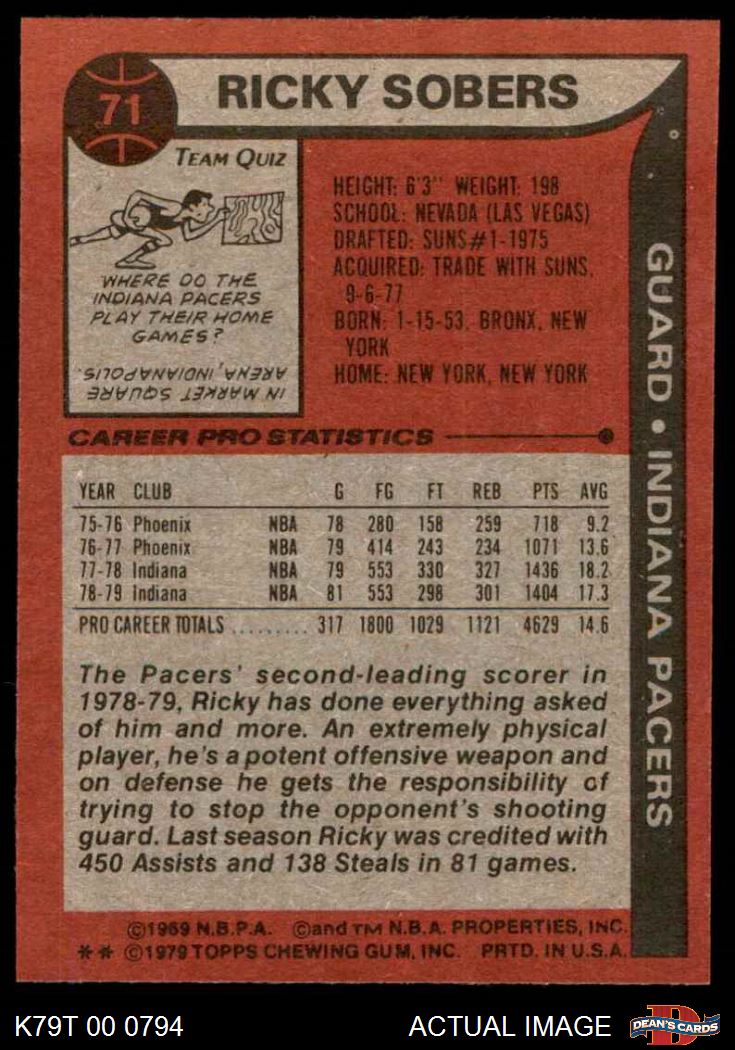 71
RICKY SOBERS
TEAM QUIZ
WHERE DO THE
INDIANA PACERS
PLAY THEIR HOME
GAMES?
IN MARKET SQUARE
ARENA, INDIANAPOLIS.
HEIGHT: 6'3" WEIGHT: 198
SCHOOL: NEVADA (LAS VEGAS)
DRAFTED: SUNS #1-1975
ACQUIRED: TRADE WITH SUNS,
9-6-77
BORN: 1-15-53, BRONX, NEW
YORK
HOME: NEW YORK, NEW YORK
GUARD • INDIANA PACERS
CAREER PRO STATISTICS
YEAR CLUB G FG FT REB PTS AVG
75-76 Phoenix NBA 78 280 158 259 718 9.2
76-77 Phoenix NBA 79 414 243 234 1071 13.6
77-78 Indiana NBA 79 553 330 327 1436 18.2
78-79 Indiana NBA 81 553 298 301 1404 17.3
PRO CAREER TOTALS ......... 317 1800 1029 1121 4629 14.6
The Pacers' second-leading scorer in
1978-79, Ricky has done everything asked
of him and more. An extremely physical
player, he's a potent offensive weapon and
on defense he gets the responsibility of
trying to stop the opponent's shooting
guard. Last season Ricky was credited with
450 Assists and 138 Steals in 81 games.
©1969 N.B.P.A. ©and TM N.B.A. PROPERTIES, INC.
** ©1979 TOPPS CHEWING GUM, INC. PRTD. IN U.S.A.
K79T 00 0794
ACTUAL IMAGE
D
DEAN'S CARDS